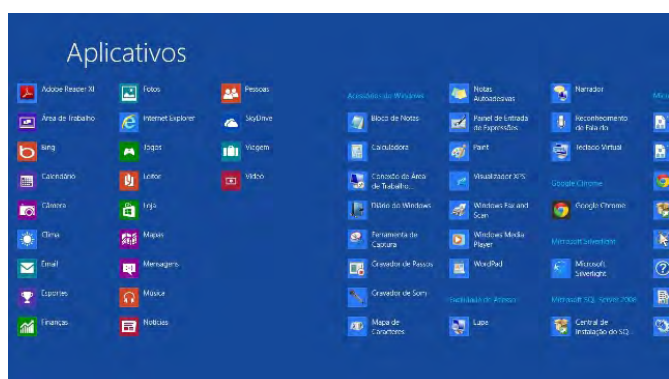 Aplicativos
Adobe Reader XI
Área de Trabalho
Bing
Calendário
Câmera
Clima
Email
Esportes
Finanças
Fotos
Internet Explorer
Jogos
Leitor
Loja
Mapas
Mensagens
Música
Notícias
Pessoas
SkyDrive
Viagem
Vídeo
Acessórios do Windows
Bloco de Notas
Calculadora
Conexão de Área
de Trabalho...
Diário do Windows
Ferramenta de
Captura
Gravador de Passos
Gravador de Som
Mapa de
Caracteres
Notas
Autoadesivas
Painel de Entrada
de Expressões...
Paint
Visualizador XPS
Windows Fax and
Scan
Windows Media
Player
WordPad
Facilidade de Acesso
Lupa
Narrador
Reconhecimento
de Fala do
Teclado Virtual
Google Chrome
Google Chrome
Microsoft Silverlight
Microsoft
Silverlight
Microsoft SQL Server 2008
Central de
Instalação do SQ...